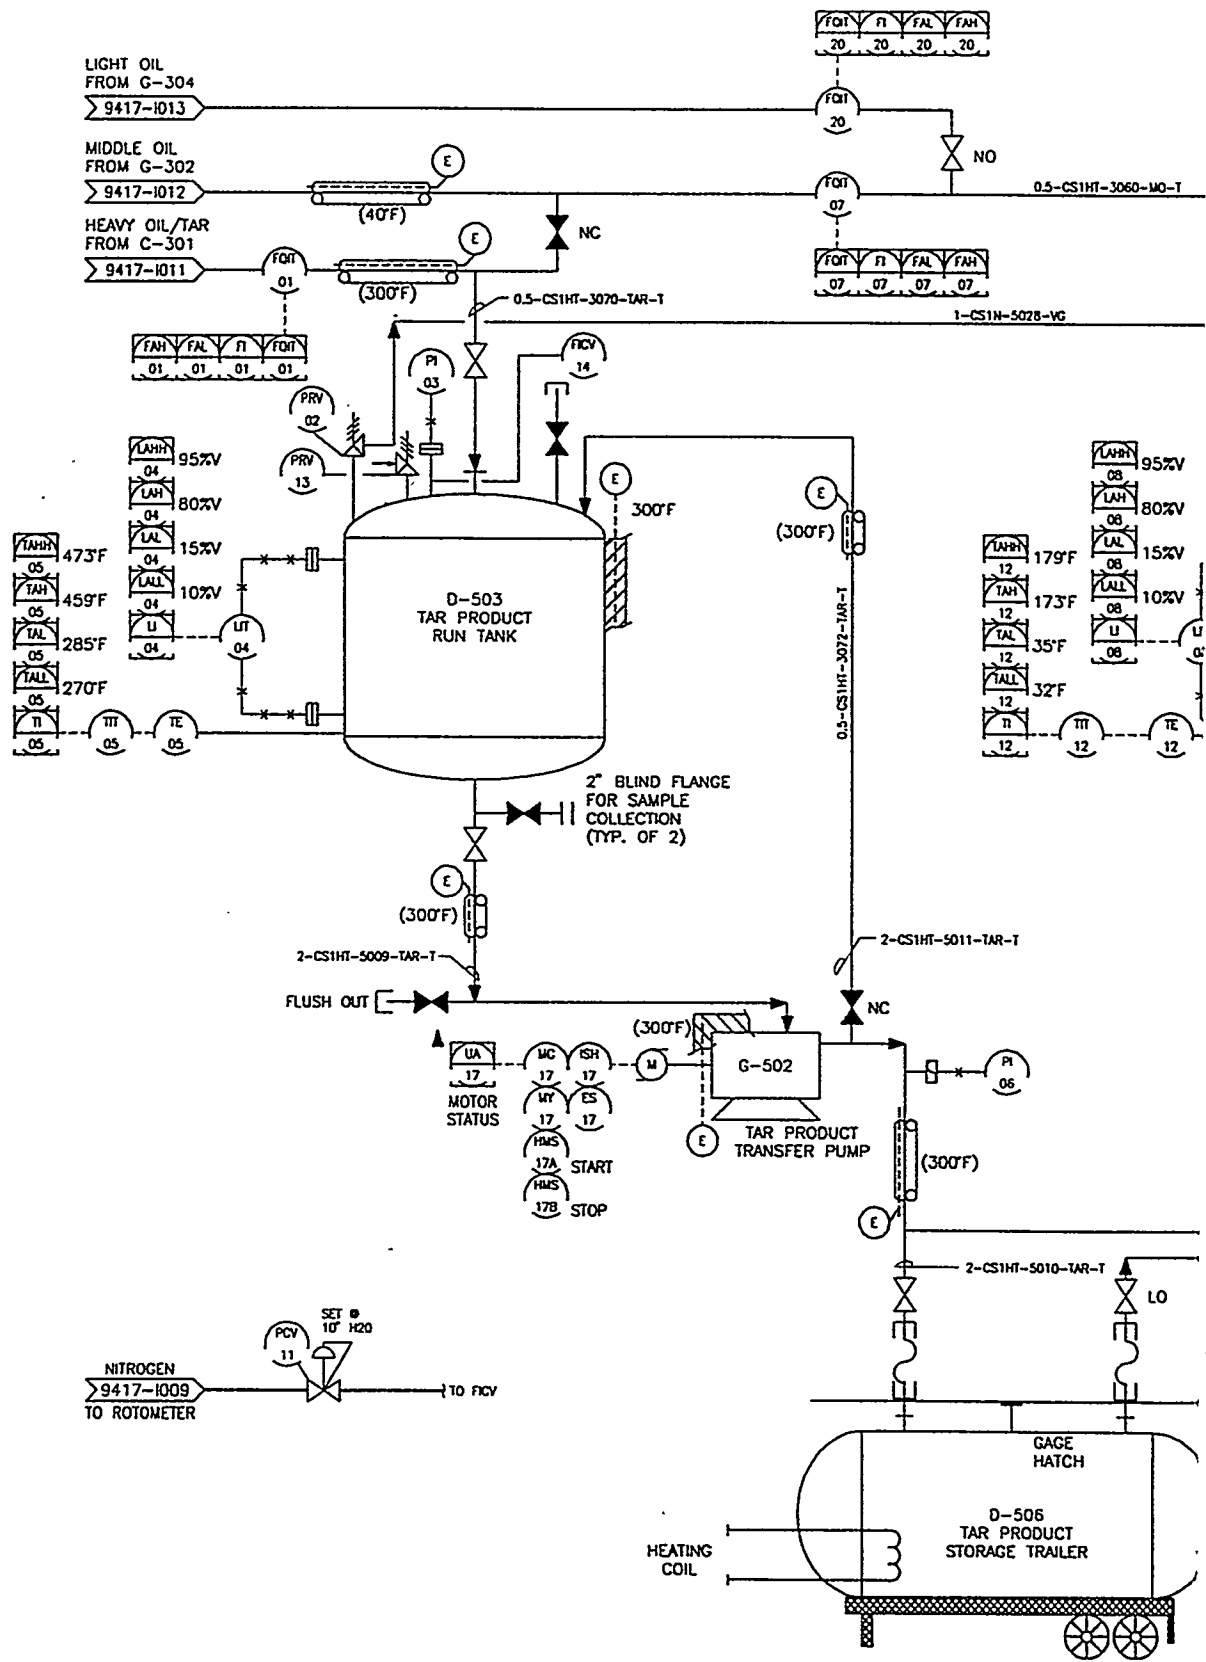 FQIT FI FAL FAH
20 20 20 20
LIGHT OIL
FROM G-304
9417-1013
FQIT
20
NO
MIDDLE OIL
FROM G-302
9417-1012
E
(40°F)
FQIT
07
0.5-CS1HT-3060-MO-T
NC
HEAVY OIL/TAR
FROM C-301
9417-1011
FQIT
01
E
(300°F)
FQIT FI FAL FAH
07 07 07 07
0.5-CS1HT-3070-TAR-T
1-CS1N-5028-VG
FAH FAL FI FQIT
01 01 01 01
PI
03
FICV
14
PRV
02
PRV
13
LAHH
04
95%V
LAH
04
80%V
LAL
04
15%V
LALL
04
10%V
LI
04
LIT
04
TAHH
05
473°F
TAH
05
459°F
TAL
05
285°F
TALL
05
270°F
TI
05
TIT
05
TE
05
D-503
TAR PRODUCT
RUN TANK
E
300°F
E
(300°F)
0.5-CS1HT-3072-TAR-T
LAHH
08
95%V
LAH
08
80%V
LAL
08
15%V
LALL
08
10%V
LI
08
TAHH
12
179°F
TAH
12
173°F
TAL
12
35°F
TALL
12
32°F
TI
12
TIT
12
TE
12
2" BLIND FLANGE
FOR SAMPLE
COLLECTION
(TYP. OF 2)
E
(300°F)
2-CS1HT-5009-TAR-T
2-CS1HT-5011-TAR-T
FLUSH OUT
NC
(300°F)
UA
17
MOTOR
STATUS
MC
17
ISH
17
MY
17
ES
17
HMS
17A
START
HMS
17B
STOP
M
G-502
E
TAR PRODUCT
TRANSFER PUMP
PI
06
(300°F)
E
2-CS1HT-5010-TAR-T
LO
SET @
10" H2O
PCV
11
NITROGEN
9417-1009
TO ROTOMETER
TO FICV
GAGE
HATCH
D-506
TAR PRODUCT
STORAGE TRAILER
HEATING
COIL